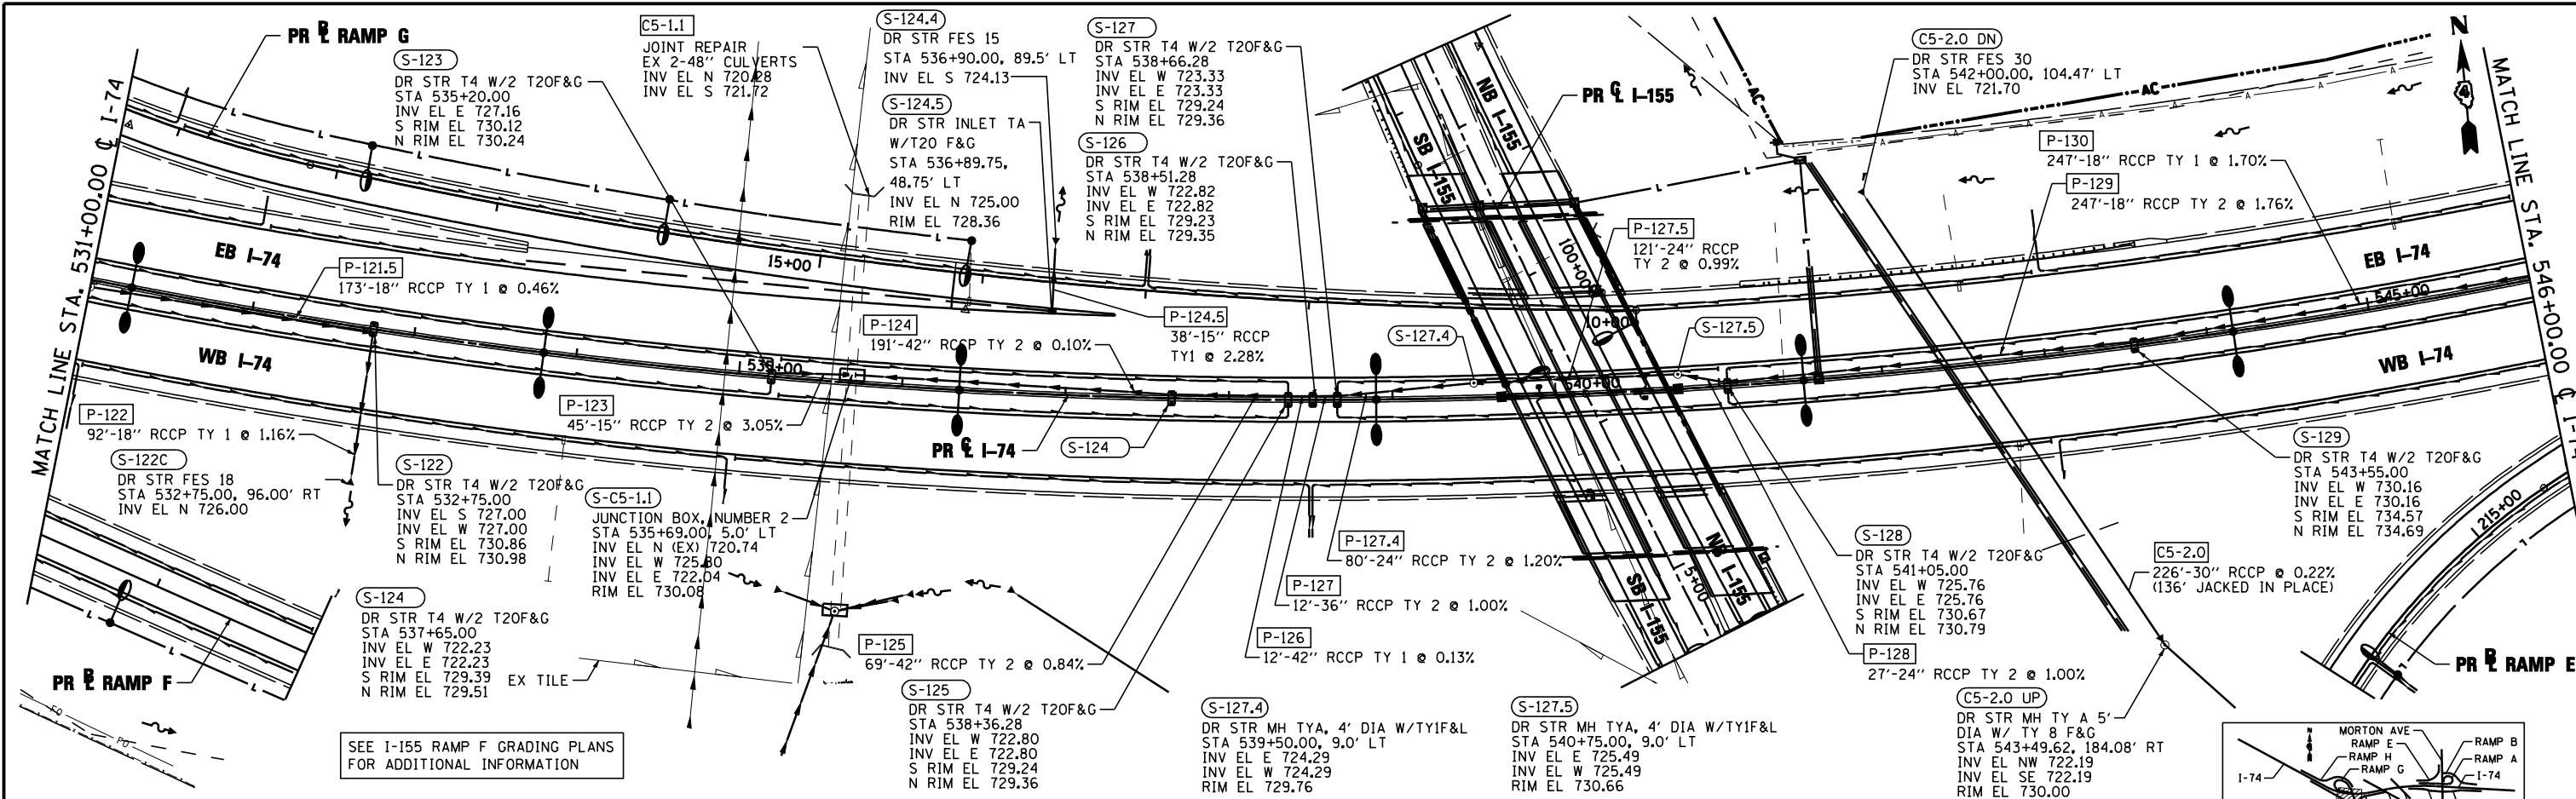 PR BL RAMP G
S-123
DR STR T4 W/2 T20F&G
STA 535+20.00
INV EL E 727.16
S RIM EL 730.12
N RIM EL 730.24
C5-1.1
JOINT REPAIR
EX 2-48" CULVERTS
INV EL N 720.28
INV EL S 721.72
S-124.4
DR STR FES 15
STA 536+90.00, 89.5' LT
INV EL S 724.13
S-124.5
DR STR INLET TA
W/T20 F&G
STA 536+89.75,
48.75' LT
INV EL N 725.00
RIM EL 728.36
S-127
DR STR T4 W/2 T20F&G
STA 538+66.28
INV EL W 723.33
INV EL E 723.33
S RIM EL 729.24
N RIM EL 729.36
S-126
DR STR T4 W/2 T20F&G
STA 538+51.28
INV EL W 722.82
INV EL E 722.82
S RIM EL 729.23
N RIM EL 729.35
NB I-155
SB I-155
PR CL I-155
C5-2.0 DN
DR STR FES 30
STA 542+00.00, 104.47' LT
INV EL 721.70
AC
AC
N
4
P-130
247'-18" RCCP TY 1 @ 1.70%
P-129
247'-18" RCCP TY 2 @ 1.76%
MATCH LINE STA. 531+00.00 CL I-74
MATCH LINE STA. 546+00.00 CL I-74
EB I-74
15+00
P-121.5
173'-18" RCCP TY 1 @ 0.46%
P-127.5
121'-24" RCCP
TY 2 @ 0.99%
100+00
EB I-74
545+00
P-124
191'-42" RCCP TY 2 @ 0.10%
P-124.5
38'-15" RCCP
TY1 @ 2.28%
S-127.4
10+00
S-127.5
WB I-74
535+00
540+00
WB I-74
P-122
92'-18" RCCP TY 1 @ 1.16%
P-123
45'-15" RCCP TY 2 @ 3.05%
PR CL I-74
S-124
S-122C
DR STR FES 18
STA 532+75.00, 96.00' RT
INV EL N 726.00
S-122
DR STR T4 W/2 T20F&G
STA 532+75.00
INV EL S 727.00
INV EL W 727.00
S RIM EL 730.86
N RIM EL 730.98
S-C5-1.1
JUNCTION BOX, NUMBER 2
STA 535+69.00, 5.0' LT
INV EL N (EX) 720.74
INV EL W 725.80
INV EL E 722.04
RIM EL 730.08
P-127.4
80'-24" RCCP TY 2 @ 1.20%
P-127
12'-36" RCCP TY 2 @ 1.00%
P-126
12'-42" RCCP TY 1 @ 0.13%
5+00
NB I-155
SB I-155
S-128
DR STR T4 W/2 T20F&G
STA 541+05.00
INV EL W 725.76
INV EL E 725.76
S RIM EL 730.67
N RIM EL 730.79
P-128
27'-24" RCCP TY 2 @ 1.00%
C5-2.0
226'-30" RCCP @ 0.22%
(136' JACKED IN PLACE)
S-129
DR STR T4 W/2 T20F&G
STA 543+55.00
INV EL W 730.16
INV EL E 730.16
S RIM EL 734.57
N RIM EL 734.69
215+00
PR BL RAMP E
S-124
DR STR T4 W/2 T20F&G
STA 537+65.00
INV EL W 722.23
INV EL E 722.23
S RIM EL 729.39
N RIM EL 729.51
EX TILE
P-125
69'-42" RCCP TY 2 @ 0.84%
PR BL RAMP F
FO
FO
SEE I-155 RAMP F GRADING PLANS
FOR ADDITIONAL INFORMATION
S-125
DR STR T4 W/2 T20F&G
STA 538+36.28
INV EL W 722.80
INV EL E 722.80
S RIM EL 729.24
N RIM EL 729.36
S-127.4
DR STR MH TYA, 4' DIA W/TY1F&L
STA 539+50.00, 9.0' LT
INV EL E 724.29
INV EL W 724.29
RIM EL 729.76
S-127.5
DR STR MH TYA, 4' DIA W/TY1F&L
STA 540+75.00, 9.0' LT
INV EL E 725.49
INV EL W 725.49
RIM EL 730.66
C5-2.0 UP
DR STR MH TY A 5'
DIA W/ TY 8 F&G
STA 543+49.62, 184.08' RT
INV EL NW 722.19
INV EL SE 722.19
RIM EL 730.00
MORTON AVE
RAMP E
RAMP H
RAMP G
RAMP B
RAMP A
I-74
I-74